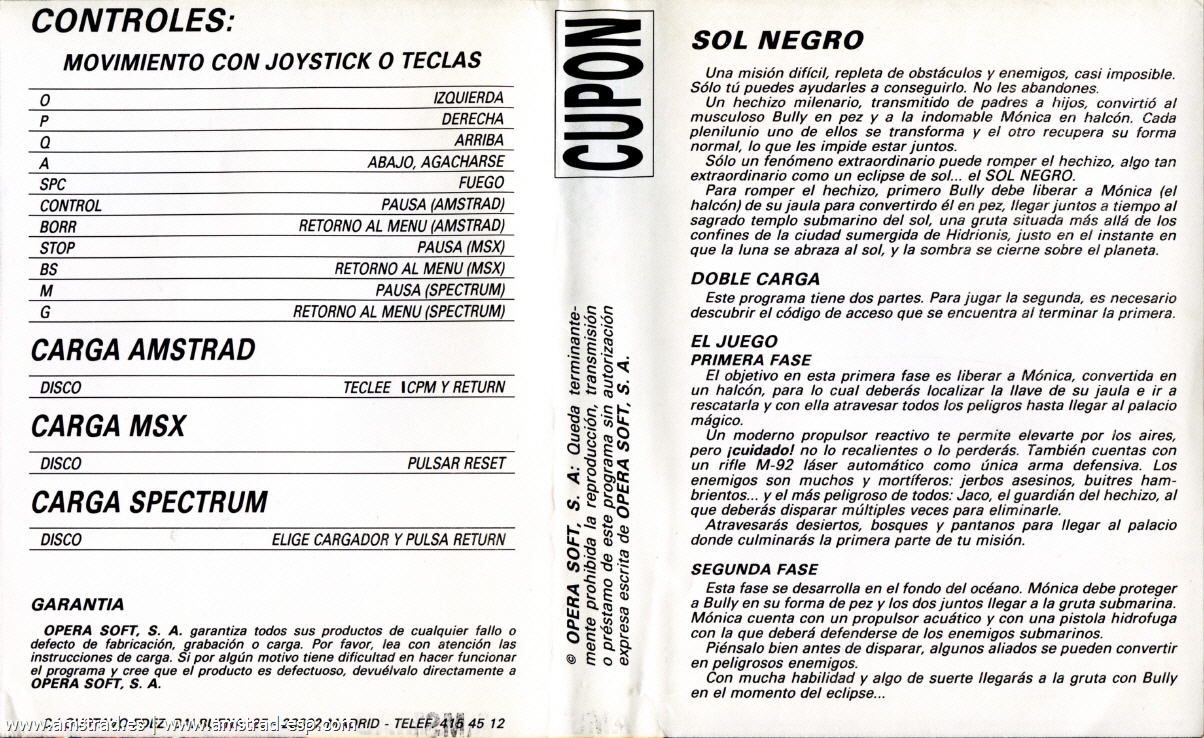 CONTROLES:
MOVIMIENTO CON JOYSTICK O TECLAS
O IZQUIERDA
P DERECHA
Q ARRIBA
A ABAJO, AGACHARSE
SPC FUEGO
CONTROL PAUSA (AMSTRAD)
BORR RETORNO AL MENU (AMSTRAD)
STOP PAUSA (MSX)
BS RETORNO AL MENU (MSX)
M PAUSA (SPECTRUM)
G RETORNO AL MENU (SPECTRUM)
CARGA AMSTRAD
DISCO TECLEE ICPM Y RETURN
CARGA MSX
DISCO PULSAR RESET
CARGA SPECTRUM
DISCO ELIGE CARGADOR Y PULSA RETURN
GARANTIA
OPERA SOFT, S. A. garantiza todos sus productos de cualquier fallo o
defecto de fabricación, grabación o carga. Por favor, lea con atención las
instrucciones de carga. Si por algún motivo tiene dificultad en hacer funcionar
el programa y cree que el producto es defectuoso, devuélvalo directamente a
OPERA SOFT, S. A.
MADRID - TELEF. 416 45 12
www.amstrad.es | www.amstrad-esp.com
CUPON
© OPERA SOFT, S. A: Queda terminante-
mente prohibida la reproducción, transmisión
o préstamo de este programa sin autorización
expresa escrita de OPERA SOFT, S. A.
SOL NEGRO
Una misión difícil, repleta de obstáculos y enemigos, casi imposible.
Sólo tú puedes ayudarles a conseguirlo. No les abandones.
Un hechizo milenario, transmitido de padres a hijos, convirtió al
musculoso Bully en pez y a la indomable Mónica en halcón. Cada
plenilunio uno de ellos se transforma y el otro recupera su forma
normal, lo que les impide estar juntos.
Sólo un fenómeno extraordinario puede romper el hechizo, algo tan
extraordinario como un eclipse de sol... el SOL NEGRO.
Para romper el hechizo, primero Bully debe liberar a Mónica (el
halcón) de su jaula para convertirdo él en pez, llegar juntos a tiempo al
sagrado templo submarino del sol, una gruta situada más allá de los
confines de la ciudad sumergida de Hidrionis, justo en el instante en
que la luna se abraza al sol, y la sombra se cierne sobre el planeta.
DOBLE CARGA
Este programa tiene dos partes. Para jugar la segunda, es necesario
descubrir el código de acceso que se encuentra al terminar la primera.
EL JUEGO
PRIMERA FASE
El objetivo en esta primera fase es liberar a Mónica, convertida en
un halcón, para lo cual deberás localizar la llave de su jaula e ir a
rescatarla y con ella atravesar todos los peligros hasta llegar al palacio
mágico.
Un moderno propulsor reactivo te permite elevarte por los aires,
pero ¡cuidado! no lo recalientes o lo perderás. También cuentas con
un rifle M-92 láser automático como única arma defensiva. Los
enemigos son muchos y mortíferos: jerbos asesinos, buitres ham-
brientos... y el más peligroso de todos: Jaco, el guardián del hechizo, al
que deberás disparar múltiples veces para eliminarle.
Atravesarás desiertos, bosques y pantanos para llegar al palacio
donde culminarás la primera parte de tu misión.
SEGUNDA FASE
Esta fase se desarrolla en el fondo del océano. Mónica debe proteger
a Bully en su forma de pez y los dos juntos llegar a la gruta submarina.
Mónica cuenta con un propulsor acuático y con una pistola hidrofuga
con la que deberá defenderse de los enemigos submarinos.
Piénsalo bien antes de disparar, algunos aliados se pueden convertir
en peligrosos enemigos.
Con mucha habilidad y algo de suerte llegarás a la gruta con Bully
en el momento del eclipse...